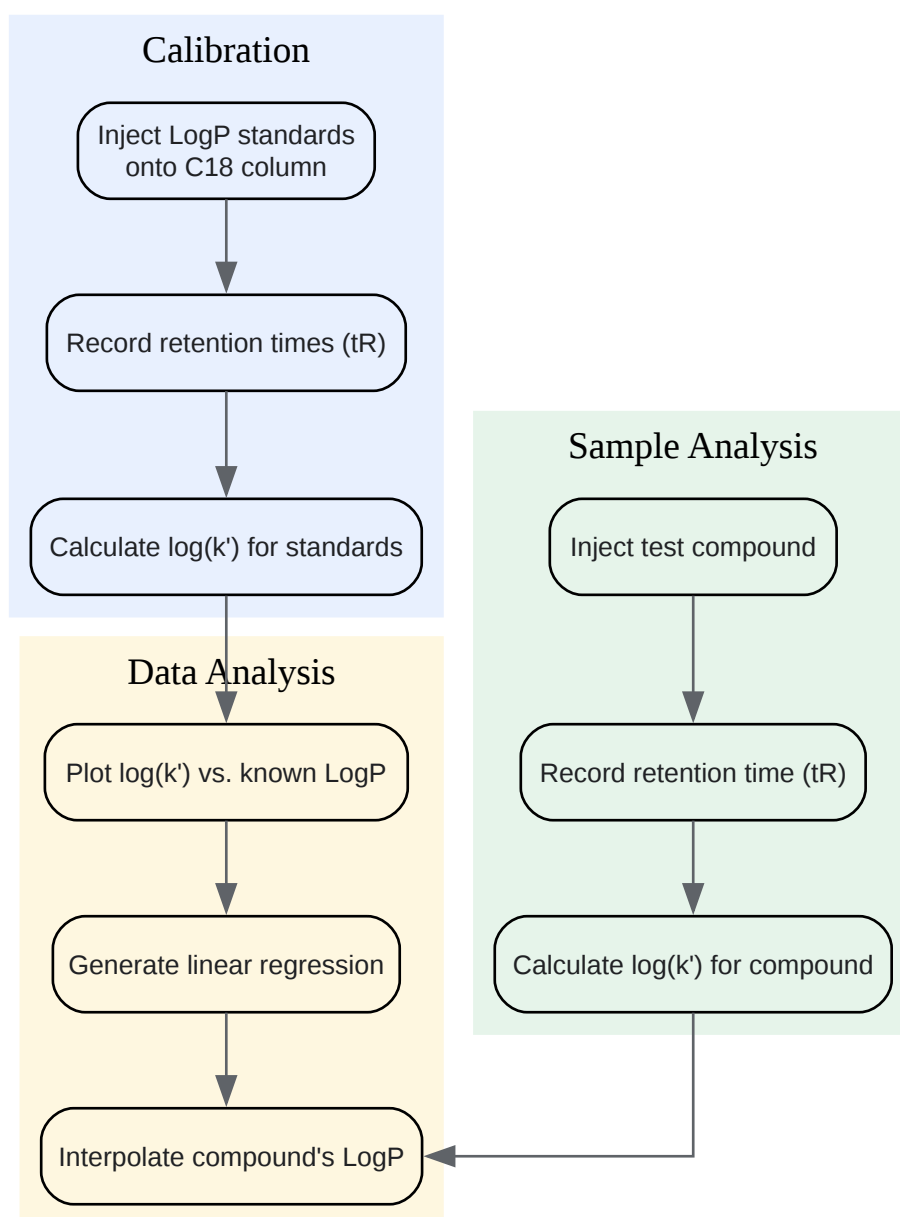 Calibration
Inject LogP standards
onto C18 column
Record retention times (tR)
Calculate log(k') for standards
Data Analysis
Plot log(k') vs. known LogP
Generate linear regression
Interpolate compound's LogP
Sample Analysis
Inject test compound
Record retention time (tR)
Calculate log(k') for compound